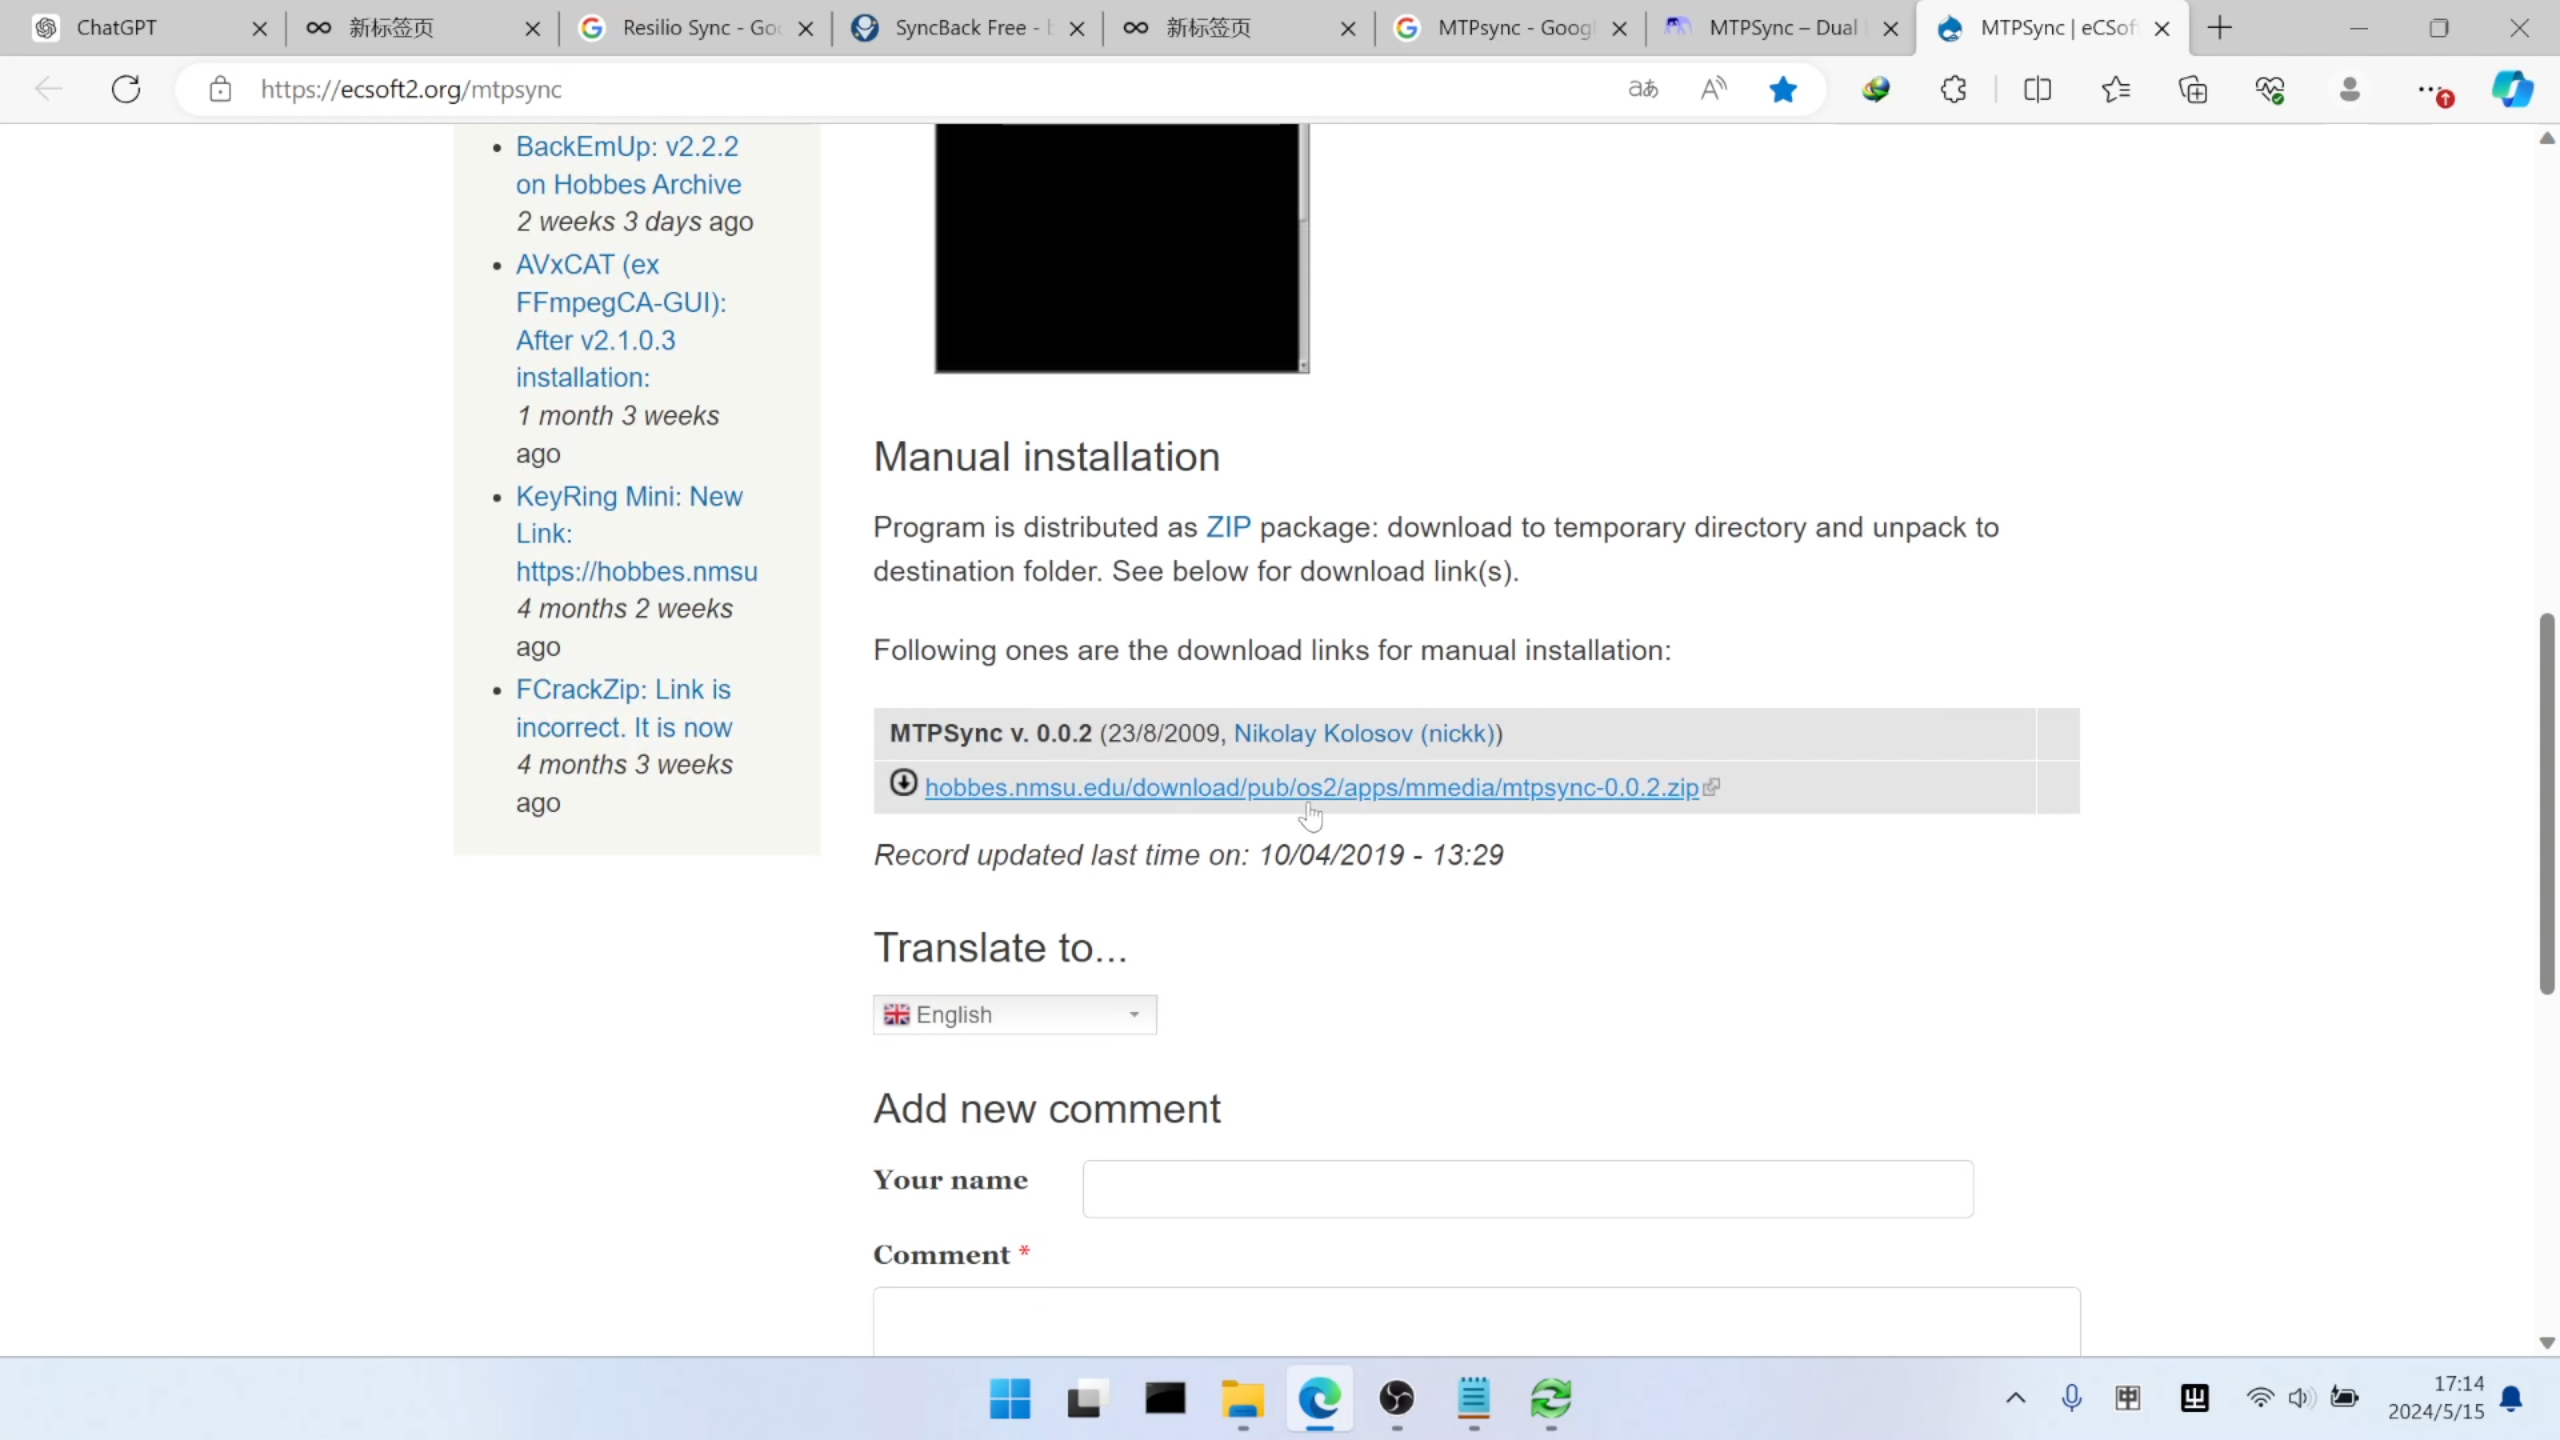 ChatGPT
新标签页
Resilio Sync - Goo
SyncBack Free - b
新标签页
MTPsync - Googl
MTPSync – Dual
MTPSync | eCSof
https://ecsoft2.org/mtpsync
BackEmUp: v2.2.2
on Hobbes Archive
2 weeks 3 days ago
AVxCAT (ex
FFmpegCA-GUI):
After v2.1.0.3
installation:
1 month 3 weeks
ago
KeyRing Mini: New
Link:
https://hobbes.nmsu
4 months 2 weeks
ago
FCrackZip: Link is
incorrect. It is now
4 months 3 weeks
ago
Manual installation
Program is distributed as ZIP package: download to temporary directory and unpack to
destination folder. See below for download link(s).
Following ones are the download links for manual installation:
MTPSync v. 0.0.2 (23/8/2009, Nikolay Kolosov (nickk))
hobbes.nmsu.edu/download/pub/os2/apps/mmedia/mtpsync-0.0.2.zip
Record updated last time on: 10/04/2019 - 13:29
Translate to...
English
Add new comment
Your name
Comment *
中
17:14
2024/5/15